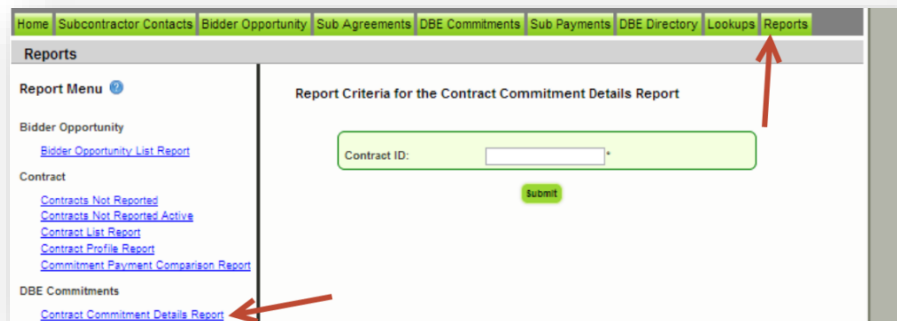 Home Subcontractor Contacts Bidder Opportunity Sub Agreements DBE Commitments Sub Payments DBE Directory Lookups Reports
Reports
Report Menu ?
Report Criteria for the Contract Commitment Details Report
Bidder Opportunity
Bidder Opportunity List Report
Contract ID: *
Contract
Submit
Contracts Not Reported
Contracts Not Reported Active
Contract List Report
Contract Profile Report
Commitment Payment Comparison Report
DBE Commitments
Contract Commitment Details Report